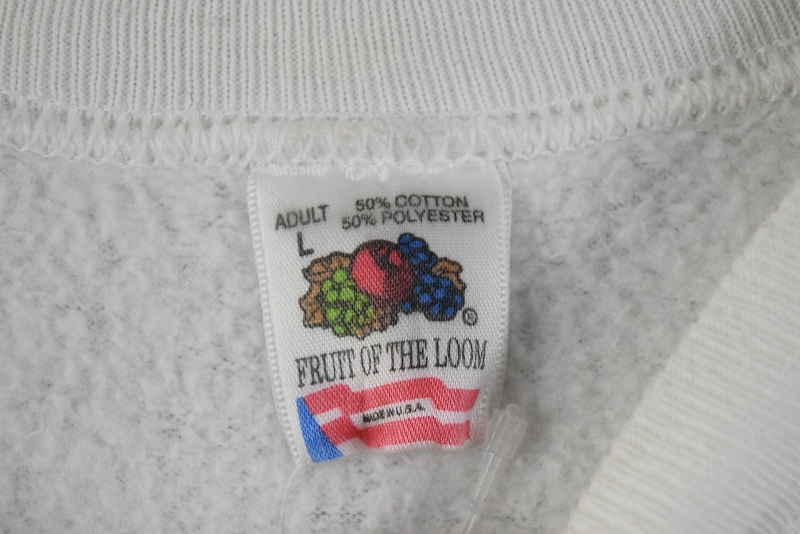 ADULT
50% COTTON
50% POLYESTER
L
®
FRUIT OF THE LOOM
MADE IN U.S.A.